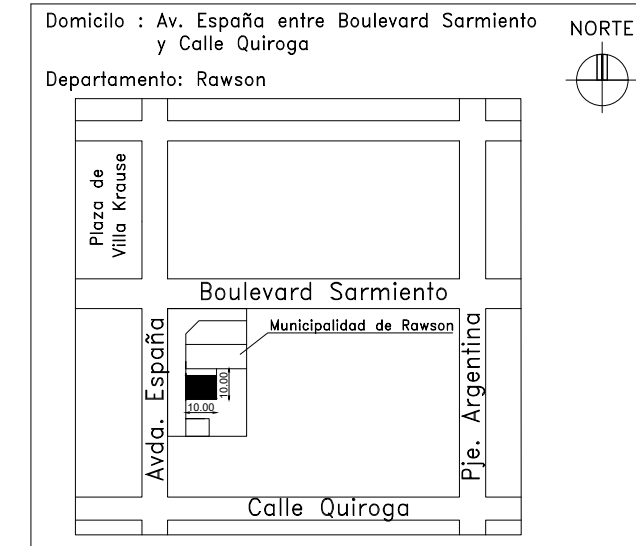 Domicilo : Av. España entre Boulevard Sarmiento
y Calle Quiroga
NORTE
Departamento: Rawson
Plaza de
Villa Krause
Boulevard Sarmiento
Municipalidad de Rawson
Avda. España
10.00
10.00
Pje. Argentina
Calle Quiroga